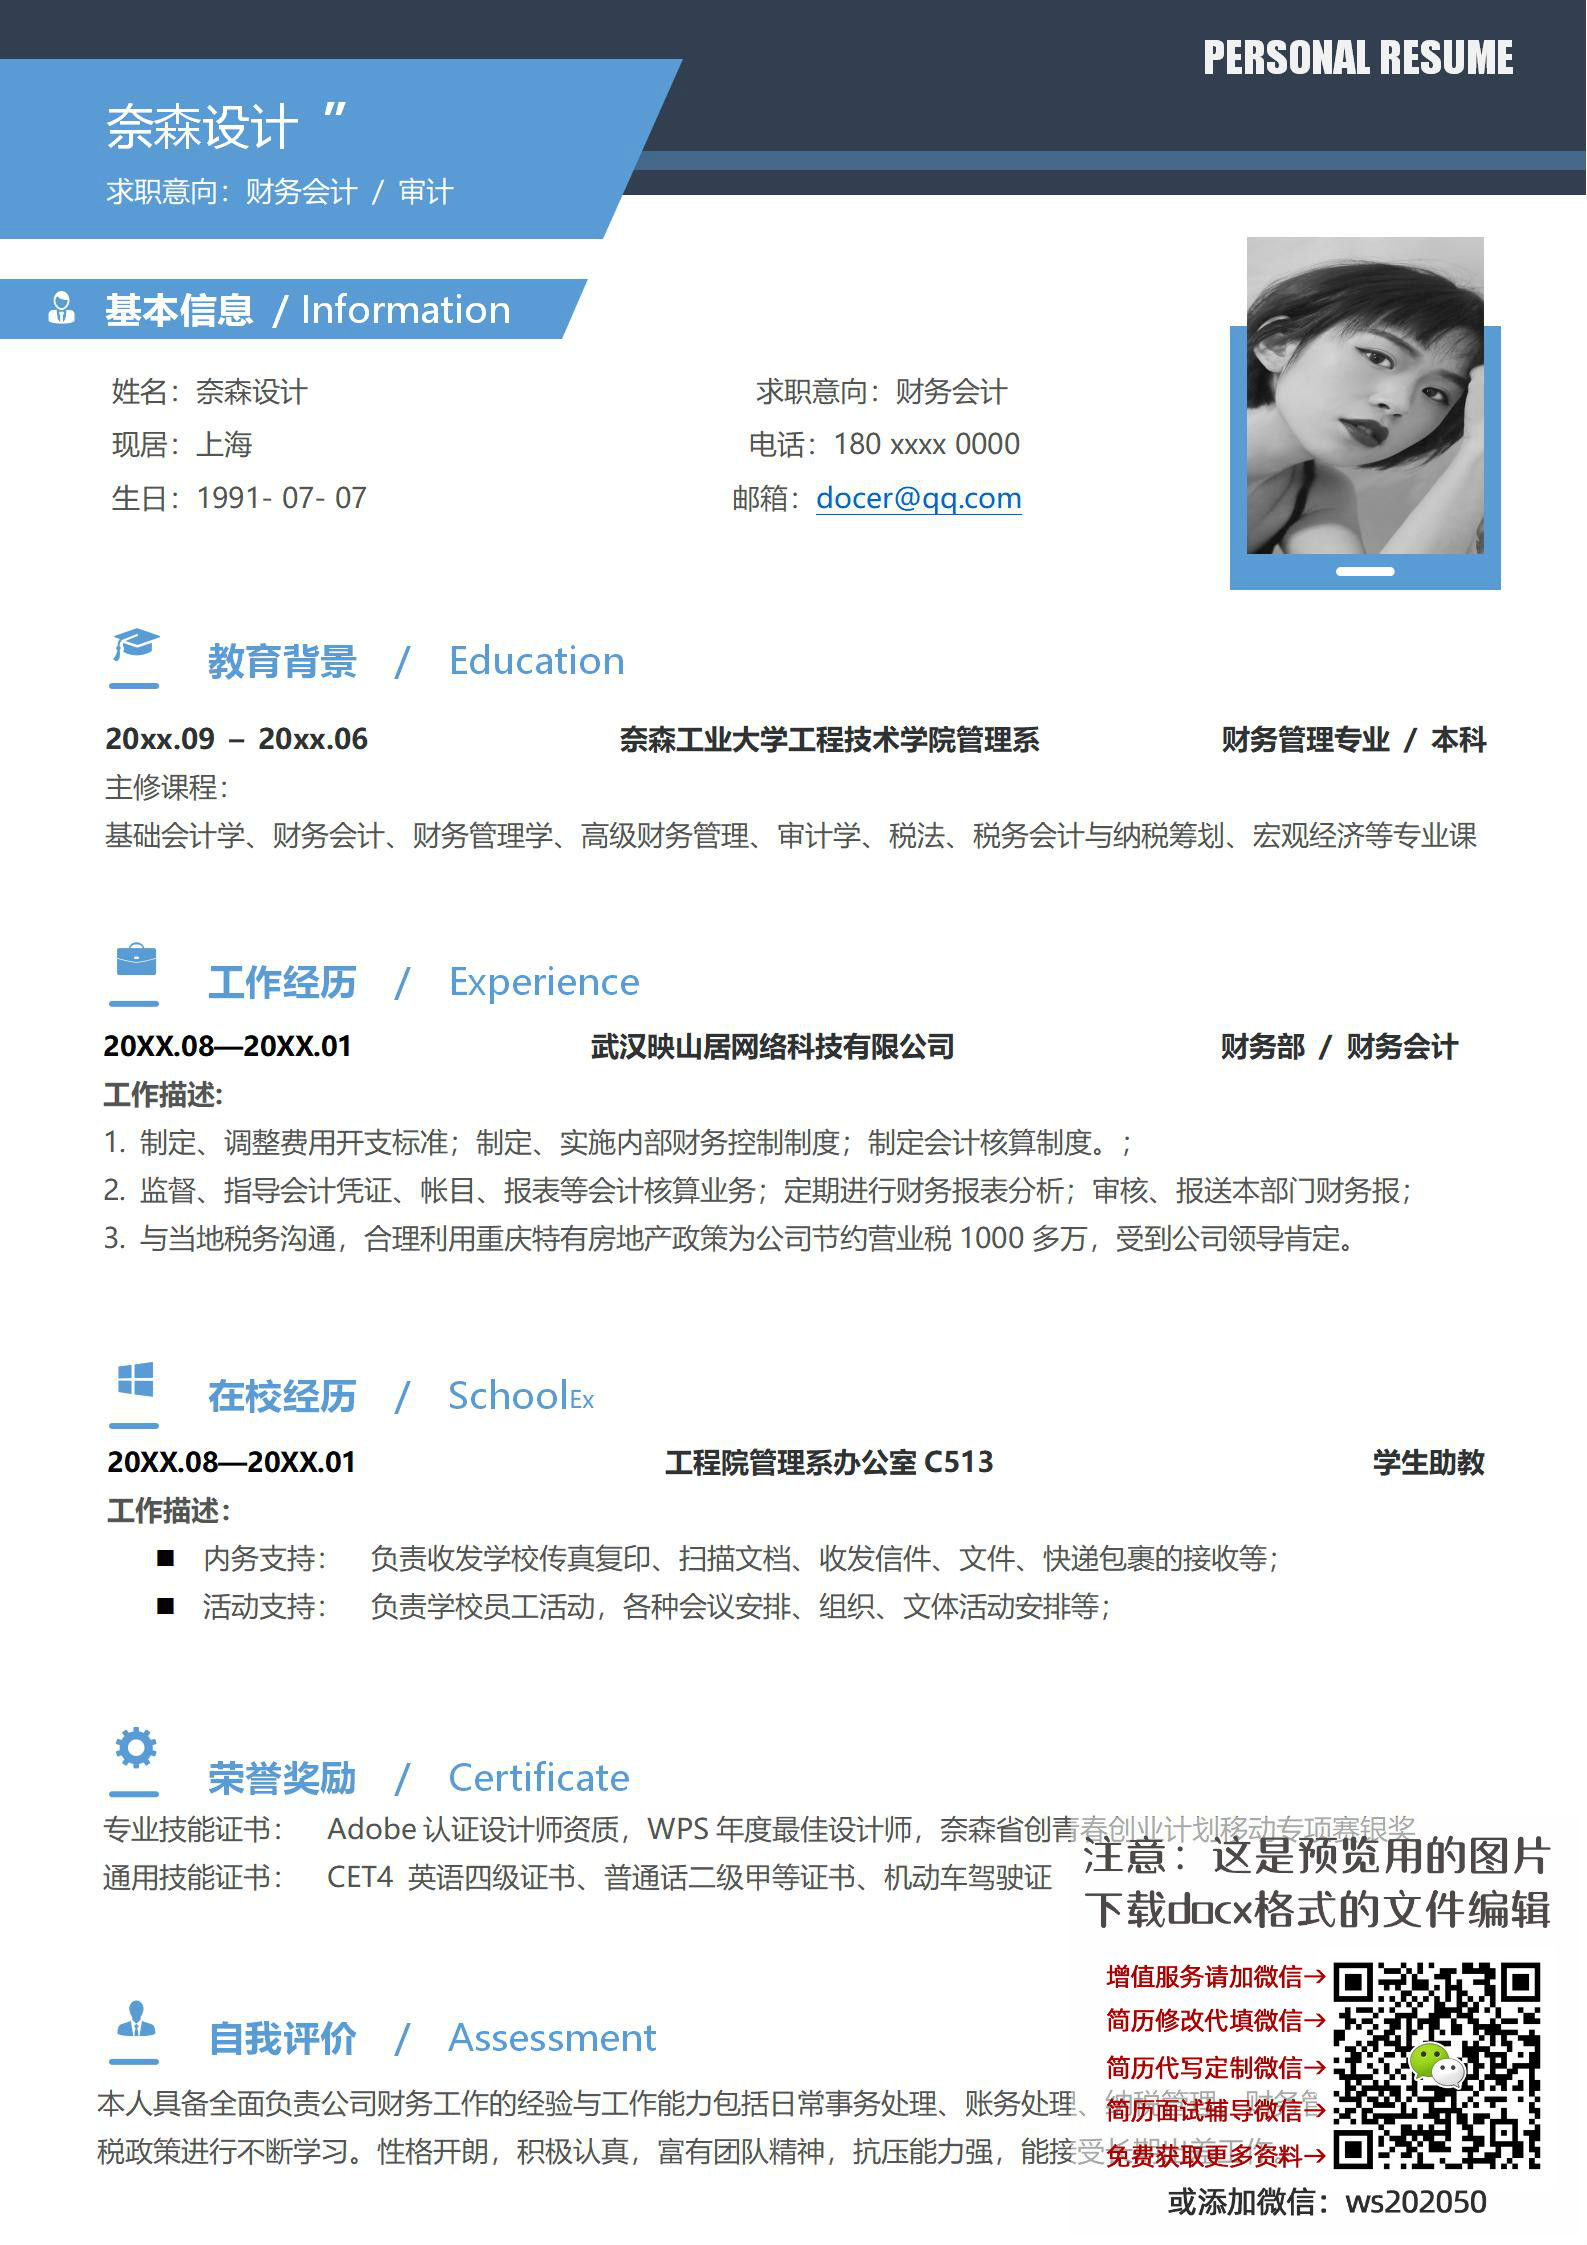 PERSONAL RESUME
奈森设计 ”
求职意向：财务会计 / 审计
基本信息 / Information
姓名：奈森设计 求职意向：财务会计
现居：上海 电话：180 xxxx 0000
生日：1991- 07- 07 邮箱：docer@qq.com
教育背景 / Education
20xx.09 – 20xx.06 奈森工业大学工程技术学院管理系 财务管理专业 / 本科
主修课程：
基础会计学、财务会计、财务管理学、高级财务管理、审计学、税法、税务会计与纳税筹划、宏观经济等专业课
工作经历 / Experience
20XX.08—20XX.01 武汉映山居网络科技有限公司 财务部 / 财务会计
工作描述:
1. 制定、调整费用开支标准；制定、实施内部财务控制制度；制定会计核算制度。；
2. 监督、指导会计凭证、帐目、报表等会计核算业务；定期进行财务报表分析；审核、报送本部门财务报；
3. 与当地税务沟通，合理利用重庆特有房地产政策为公司节约营业税 1000 多万，受到公司领导肯定。
在校经历 / SchoolEx
20XX.08—20XX.01 工程院管理系办公室 C513 学生助教
工作描述：
■ 内务支持： 负责收发学校传真复印、扫描文档、收发信件、文件、快递包裹的接收等；
■ 活动支持： 负责学校员工活动，各种会议安排、组织、文体活动安排等；
荣誉奖励 / Certificate
专业技能证书： Adobe 认证设计师资质，WPS 年度最佳设计师，奈森省创青春创业计划移动专项赛银奖
通用技能证书： CET4 英语四级证书、普通话二级甲等证书、机动车驾驶证
注意：这是预览用的图片
下载docx格式的文件编辑
自我评价 / Assessment
本人具备全面负责公司财务工作的经验与工作能力包括日常事务处理、账务处理、纳税管理、财务
税政策进行不断学习。性格开朗，积极认真，富有团队精神，抗压能力强，能接受长期出差工作
增值服务请加微信→
简历修改代填微信→
简历代写定制微信→
简历面试辅导微信→
免费获取更多资料→
或添加微信：ws202050